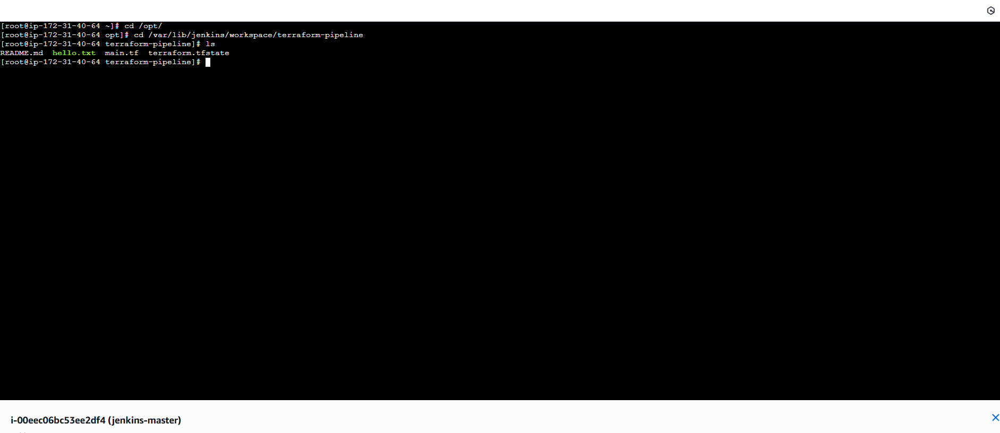 [root@ip-172-31-40-64 ~]# cd /opt/
[root@ip-172-31-40-64 opt]# cd /var/lib/jenkins/workspace/terraform-pipeline
[root@ip-172-31-40-64 terraform-pipeline]# ls
README.md  hello.txt  main.tf  terraform.tfstate
[root@ip-172-31-40-64 terraform-pipeline]#
i-00eec06bc53ee2df4 (jenkins-master)